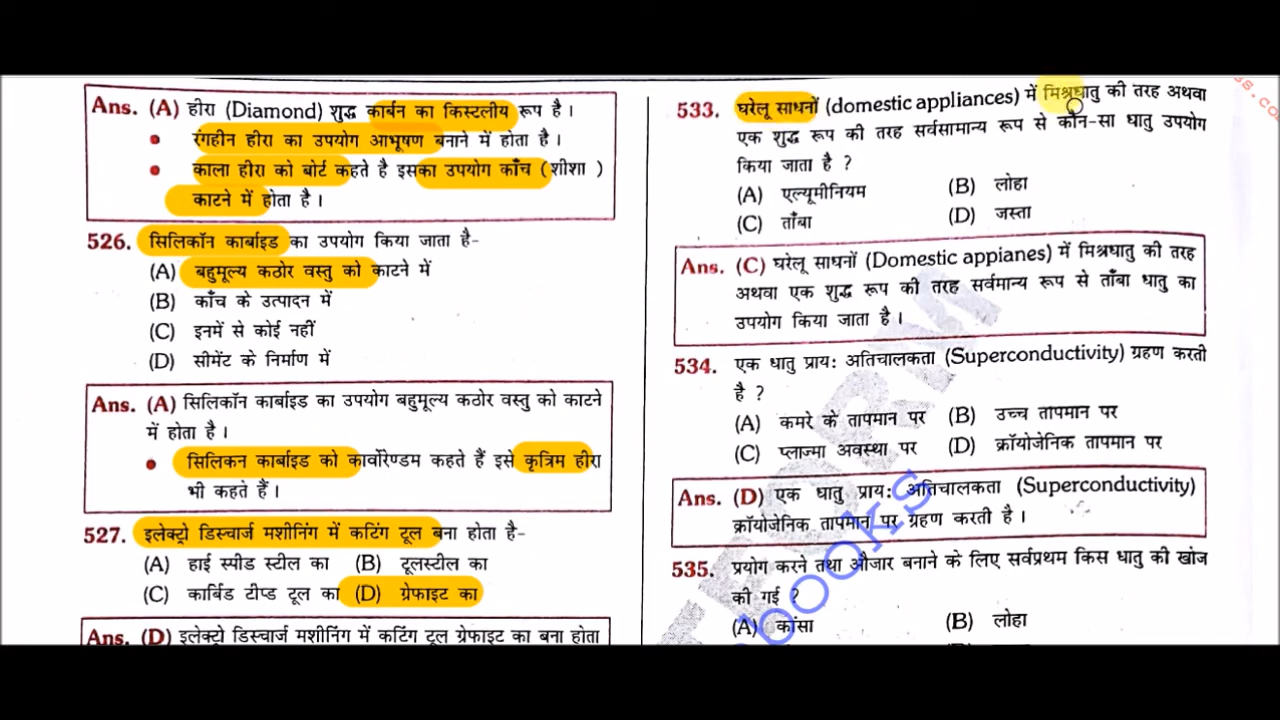 Ans. (A) हीरा (Diamond) शुद्ध कार्बन का किस्टलीय रूप है।
• रंगहीन हीरा का उपयोग आभूषण बनाने में होता है।
• काला हीरा को बोर्ट कहते है इसका उपयोग काँच (शीशा )
काटने में होता है।
526. सिलिकॉन कार्बाइड का उपयोग किया जाता है-
(A) बहुमूल्य कठोर वस्तु को काटने में
(B) काँच के उत्पादन में
(C) इनमें से कोई नहीं
(D) सीमेंट के निर्माण में
Ans. (A) सिलिकॉन कार्बाइड का उपयोग बहुमूल्य कठोर वस्तु को काटने
में होता है।
• सिलिकन कार्बाइड को कार्वोरेण्डम कहते हैं इसे कृत्रिम हीरा
भी कहते हैं।
527. इलेक्ट्रो डिस्चार्ज मशीनिंग में कटिंग टूल बना होता है-
(A) हाई स्पीड स्टील का (B) टूलस्टील का
(C) कार्बिड टीप्ड टूल का (D) ग्रेफाइट का
Ans. (D) इलेक्ट्रो डिस्चार्ज मशीनिंग में कटिंग टूल ग्रेफाइट का बना होता
533. घरेलू साधनों (domestic appliances) में मिश्रधातु की तरह अथवा
एक शुद्ध रूप की तरह सर्वसामान्य रूप से कौन-सा धातु उपयोग
किया जाता है ?
(A) एल्यूमीनियम (B) लोहा
(C) ताँबा (D) जस्ता
Ans. (C) घरेलू साधनों (Domestic appianes) में मिश्रधातु की तरह
अथवा एक शुद्ध रूप की तरह सर्वमान्य रूप से ताँबा धातु का
उपयोग किया जाता है।
534. एक धातु प्राय: अतिचालकता (Superconductivity) ग्रहण करती
है ?
(A) कमरे के तापमान पर (B) उच्च तापमान पर
(C) प्लाज्मा अवस्था पर (D) क्रॉयोजेनिक तापमान पर
Ans. (D) एक धातु प्राय: अतिचालकता (Superconductivity)
क्रॉयोजेनिक तापमान पर ग्रहण करती है।
535. प्रयोग करने तथा औजार बनाने के लिए सर्वप्रथम किस धातु की खोज
की गई ?
(A) कांसा (B) लोहा
books